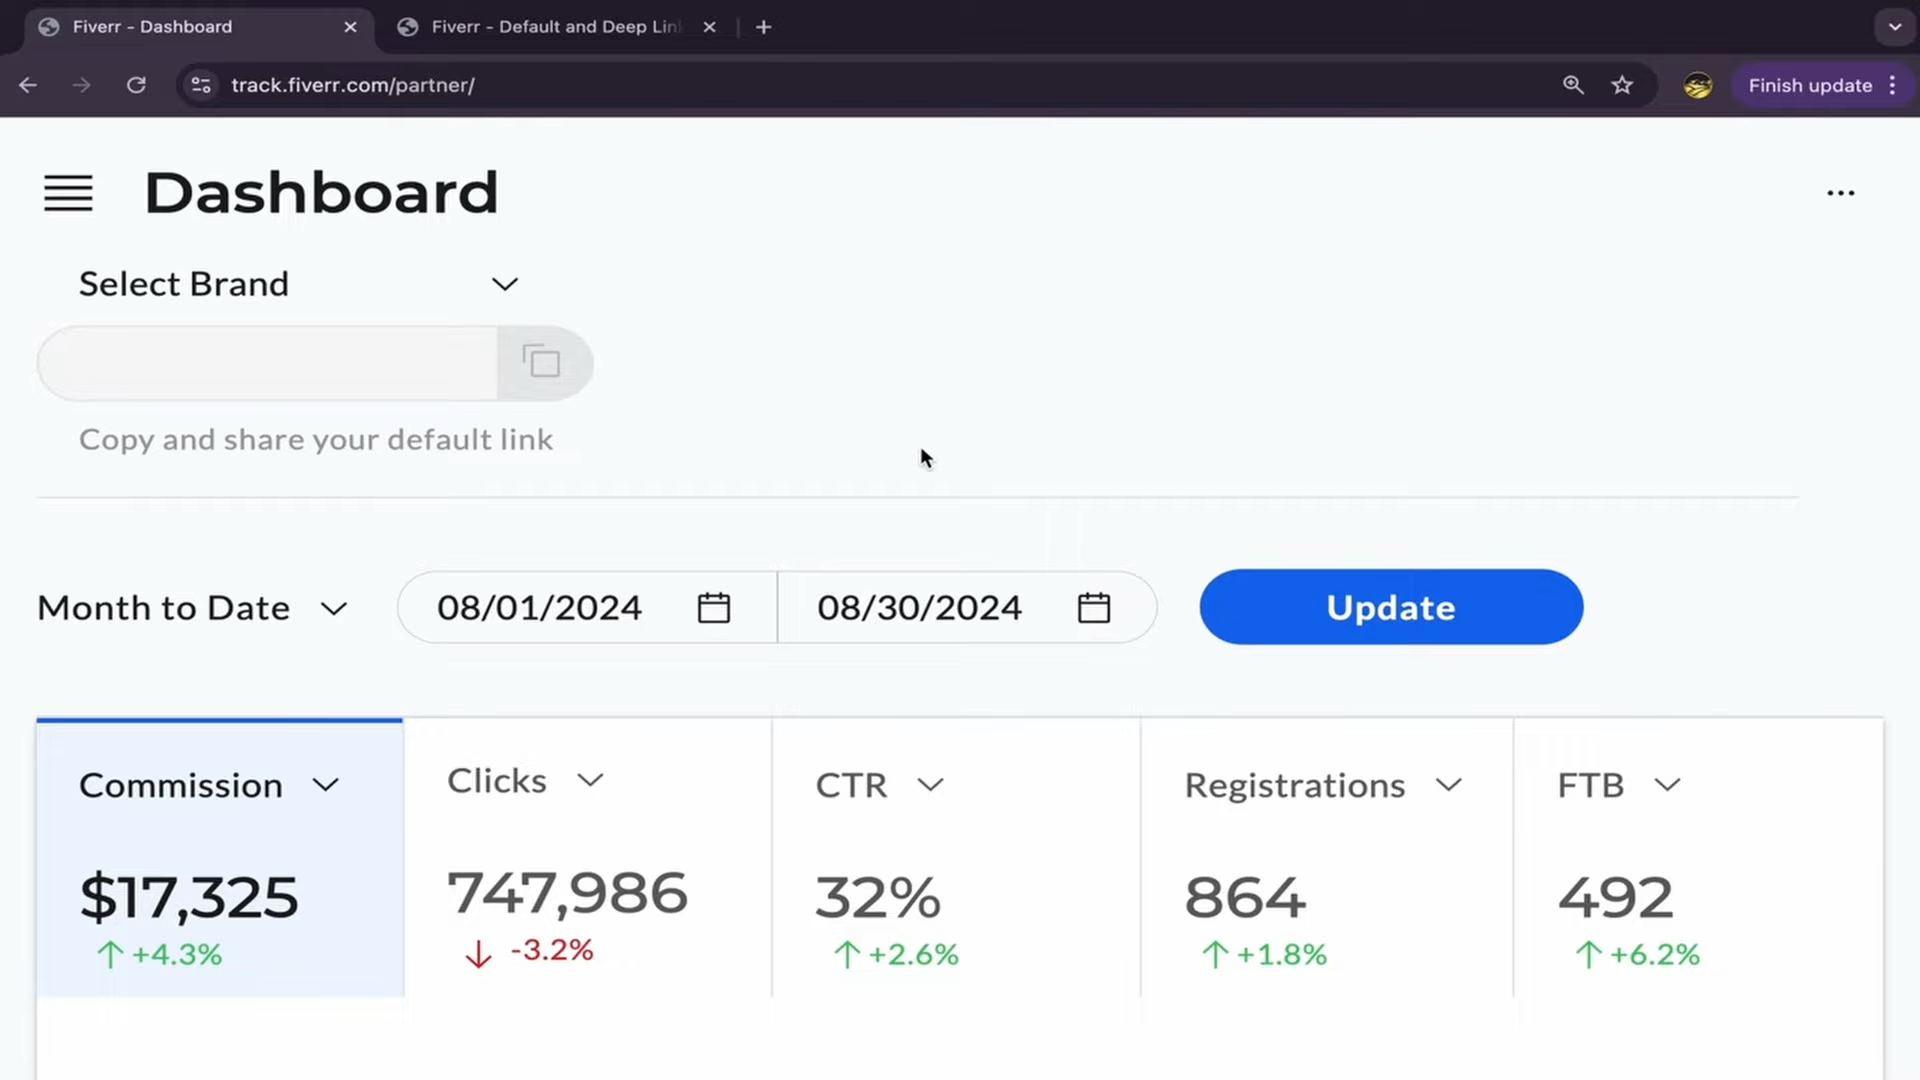 Fiverr - Dashboard
Fiverr - Default and Deep Lin
track.fiverr.com/partner/
Finish update
Dashboard
Select Brand
Copy and share your default link
Month to Date
08/01/2024
08/30/2024
Update
Commission
Clicks
CTR
Registrations
FTB
$17,325
747,986
32%
864
492
+4.3%
-3.2%
+2.6%
+1.8%
+6.2%